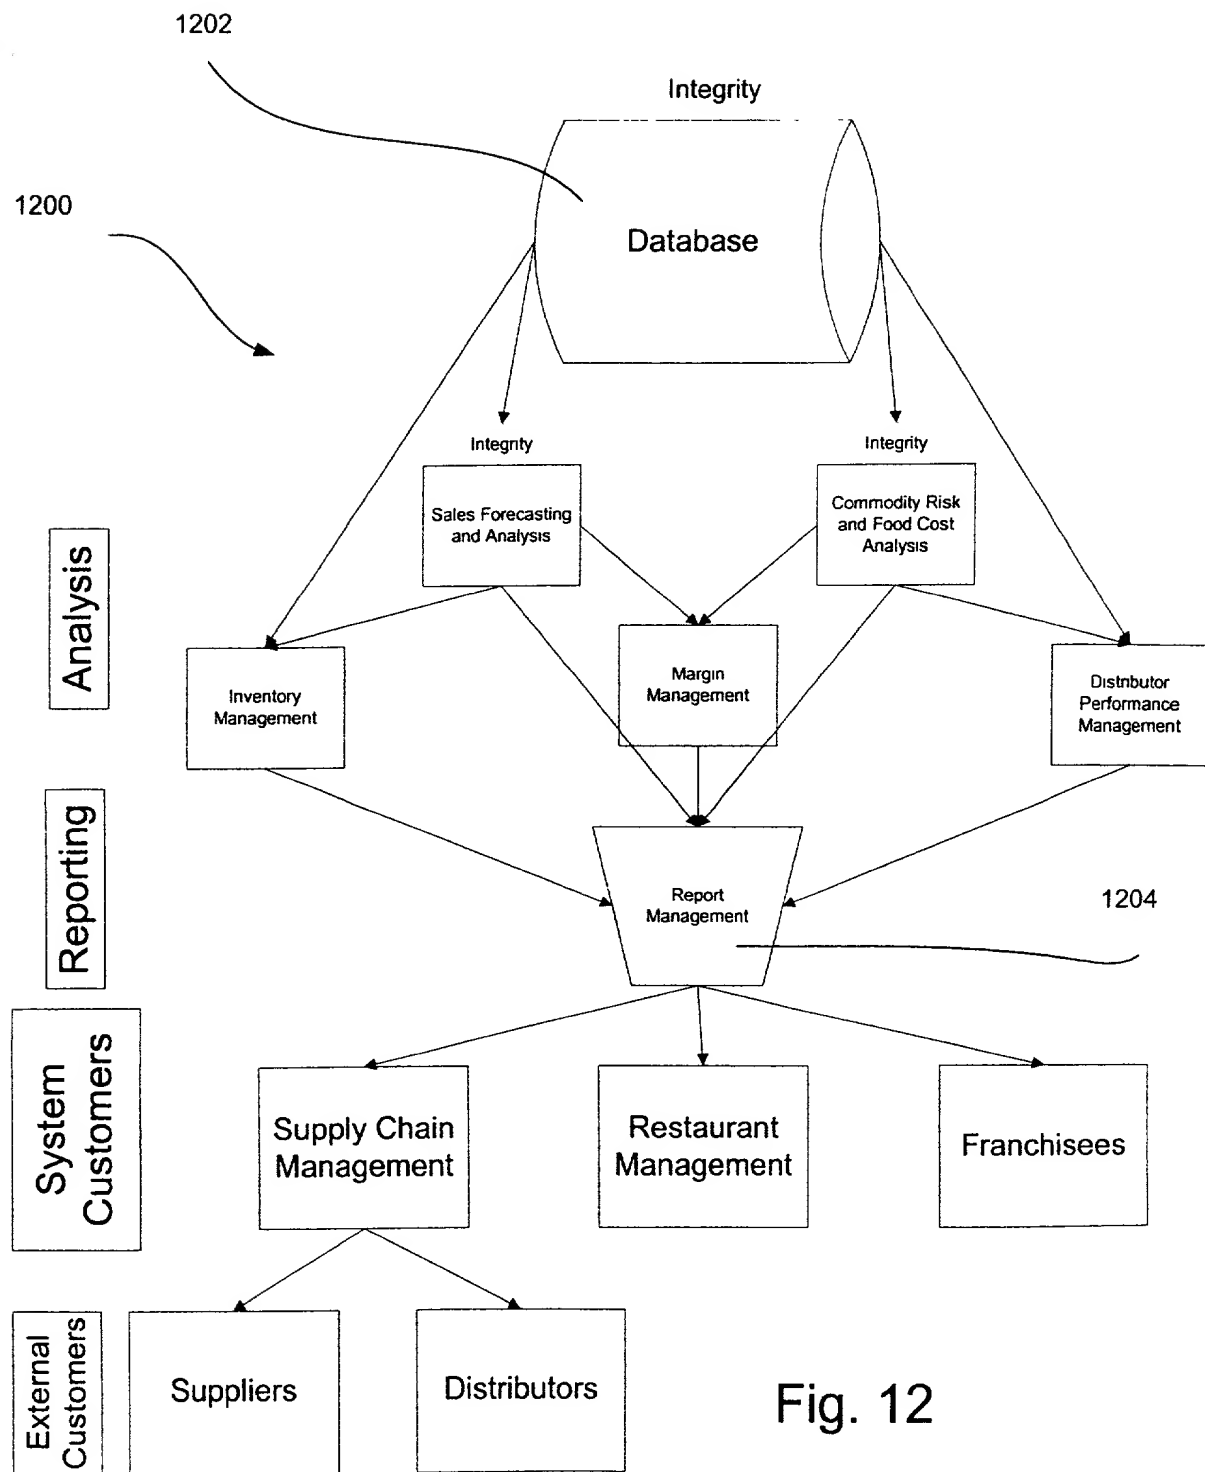 1202
Integrity
1200
Database
Integrity
Integrity
Sales Forecasting
and Analysis
Commodity Risk
and Food Cost
Analysis
Analysis
Inventory
Management
Margin
Management
Distributor
Performance
Management
Reporting
Report
Management
1204
System
Customers
Supply Chain
Management
Restaurant
Management
Franchisees
External
Customers
Suppliers
Distributors
Fig. 12